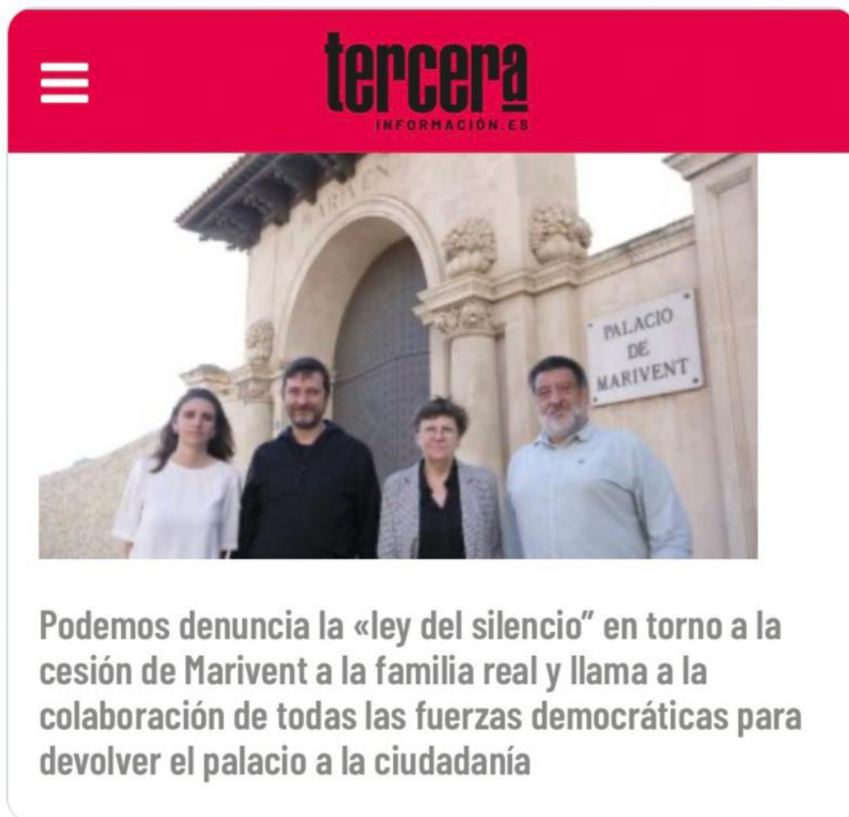 tercera
INFORMACIÓN.ES
MARIVENT
PALACIO
DE
MARIVENT
Podemos denuncia la «ley del silencio” en torno a la
cesión de Marivent a la familia real y llama a la
colaboración de todas las fuerzas democráticas para
devolver el palacio a la ciudadanía